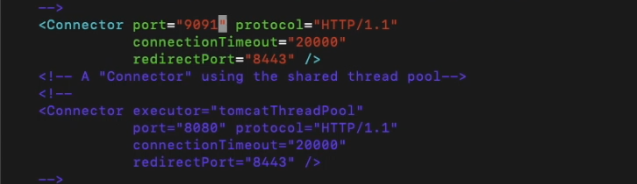 -->
<Connector port="9091" protocol="HTTP/1.1"
connectionTimeout="20000"
redirectPort="8443" />
<!-- A "Connector" using the shared thread pool-->
<!--
<Connector executor="tomcatThreadPool"
port="8080" protocol="HTTP/1.1"
connectionTimeout="20000"
redirectPort="8443" />
-->